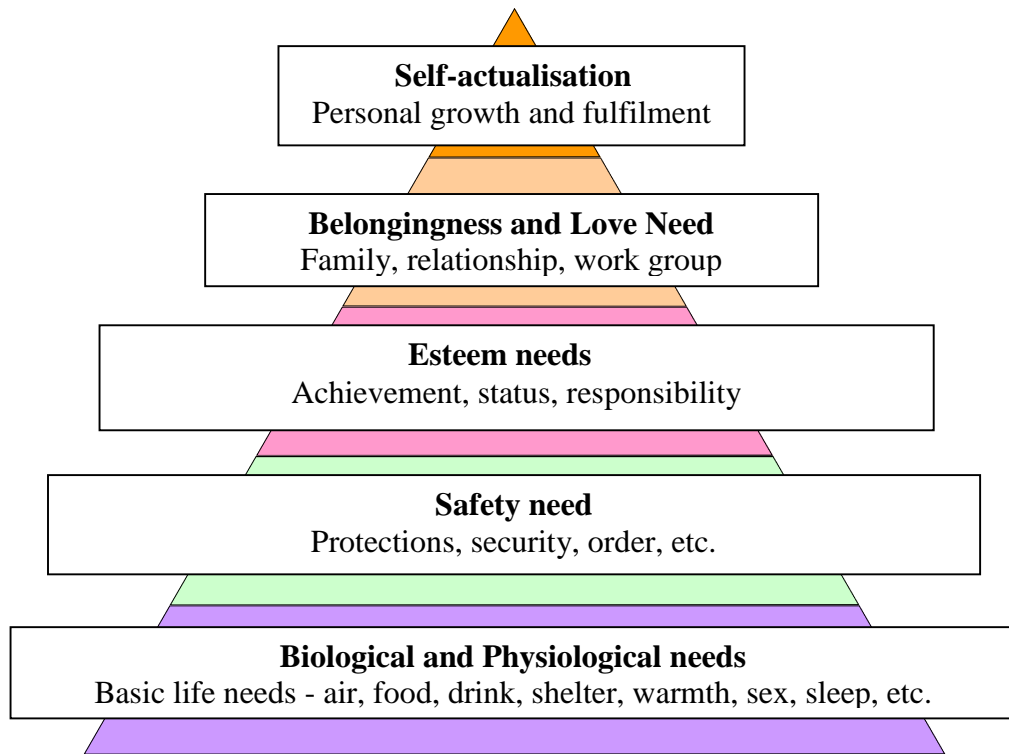 Self-actualisation
Personal growth and fulfilment
Belongingness and Love Need
Family, relationship, work group
Esteem needs
Achievement, status, responsibility
Safety need
Protections, security, order, etc.
Biological and Physiological needs
Basic life needs - air, food, drink, shelter, warmth, sex, sleep, etc.